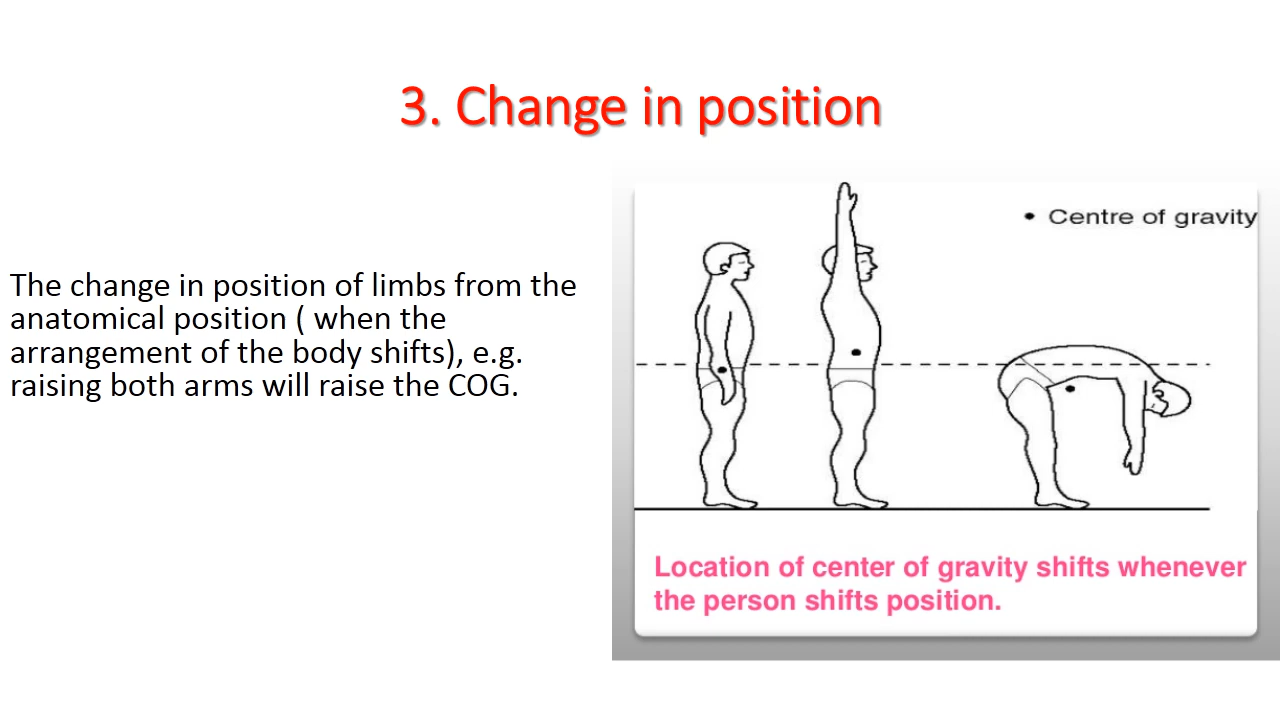 3. Change in position
The change in position of limbs from the
anatomical position ( when the
arrangement of the body shifts), e.g.
raising both arms will raise the COG.
• Centre of gravity
Location of center of gravity shifts whenever
the person shifts position.